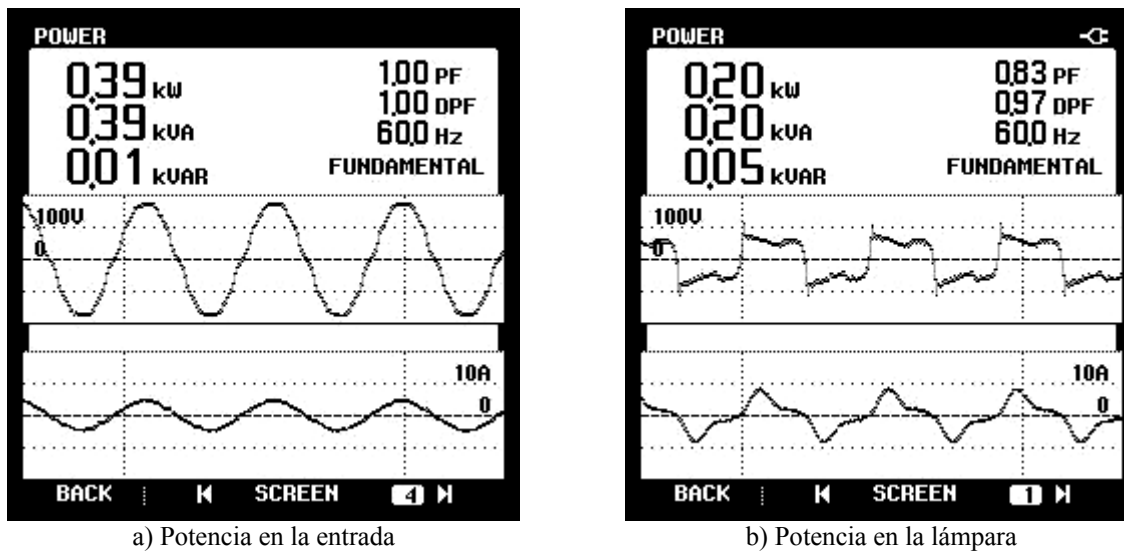 POWER
0,39 kW
0,39 kVA
0,01 kVAR
1,00 PF
1,00 DPF
60,0 Hz
FUNDAMENTAL
100V
0
10A
0
BACK SCREEN 4
a) Potencia en la entrada
POWER
0,20 kW
0,20 kVA
0,05 kVAR
0,83 PF
0,97 DPF
60,0 Hz
FUNDAMENTAL
100V
0
10A
0
BACK SCREEN 1
b) Potencia en la lámpara